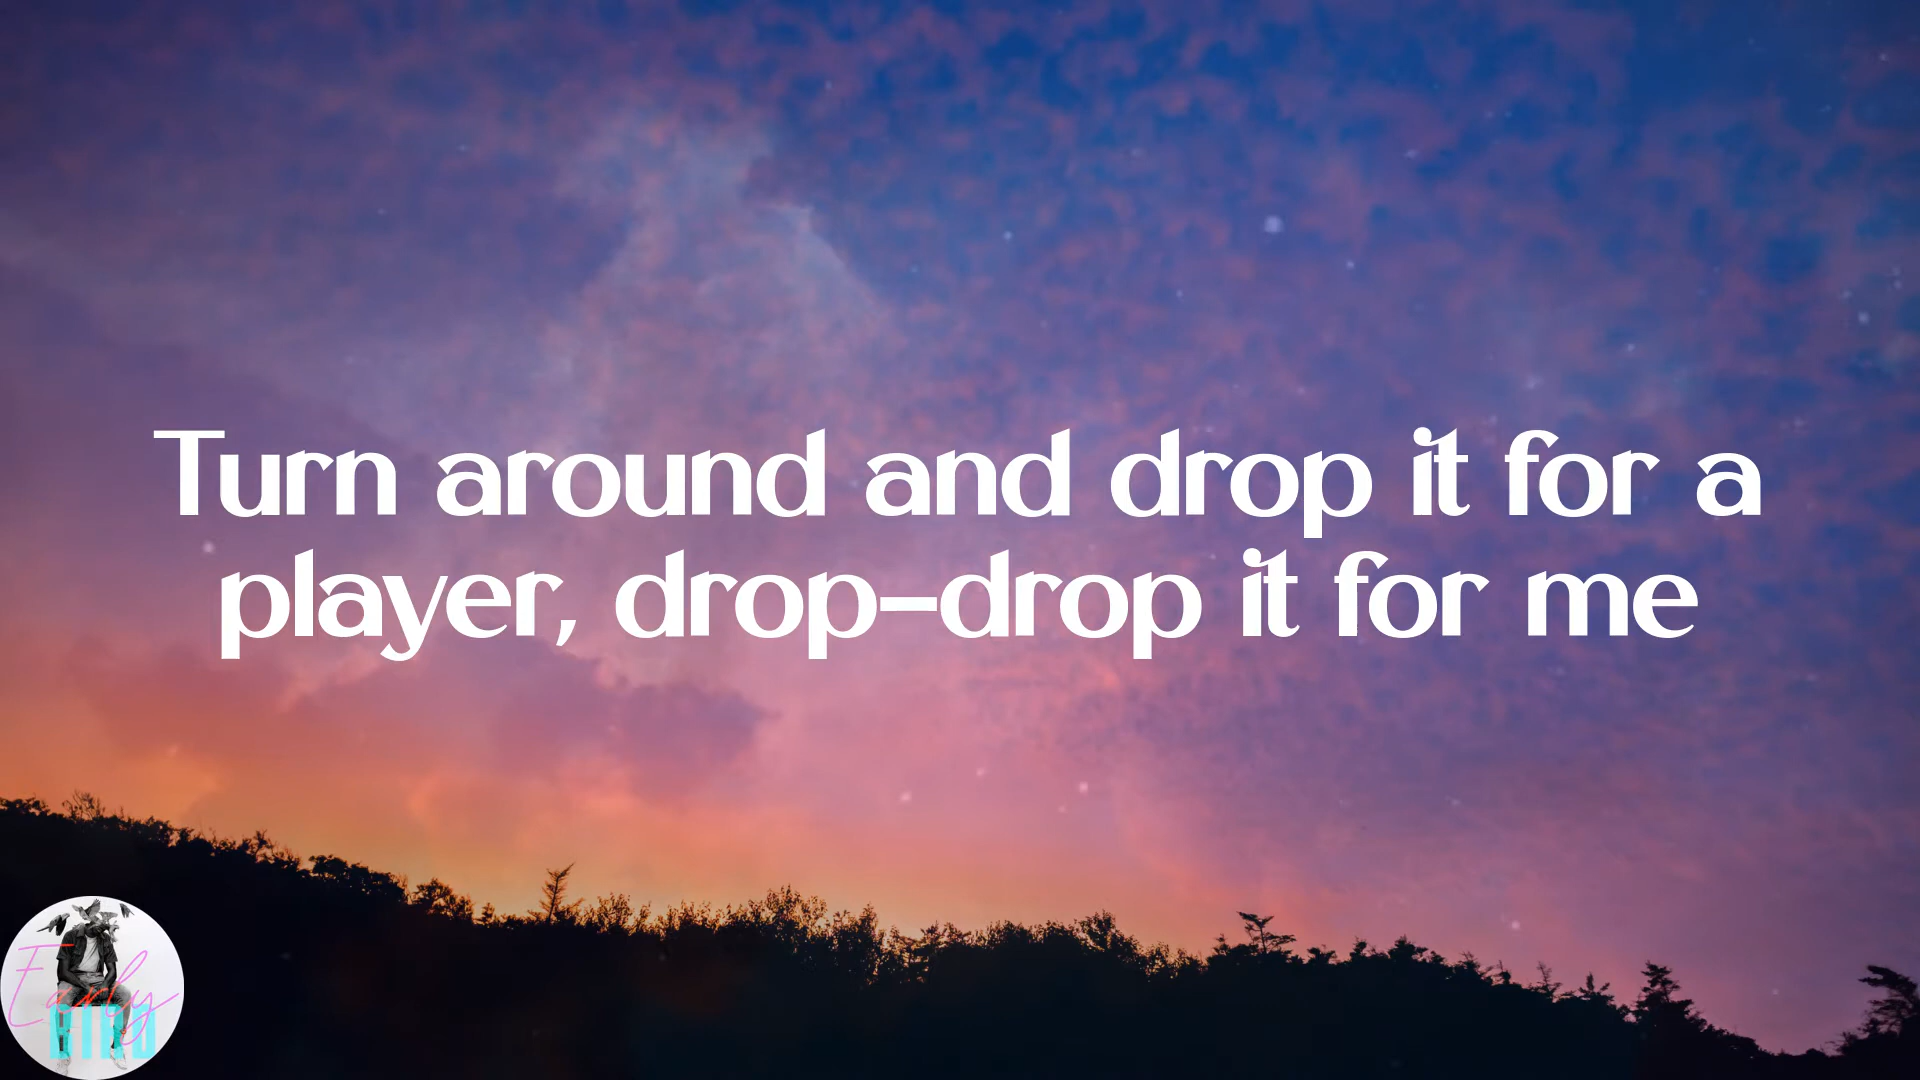 Turn around and drop it for a
player, drop-drop it for me
Early
BIRD